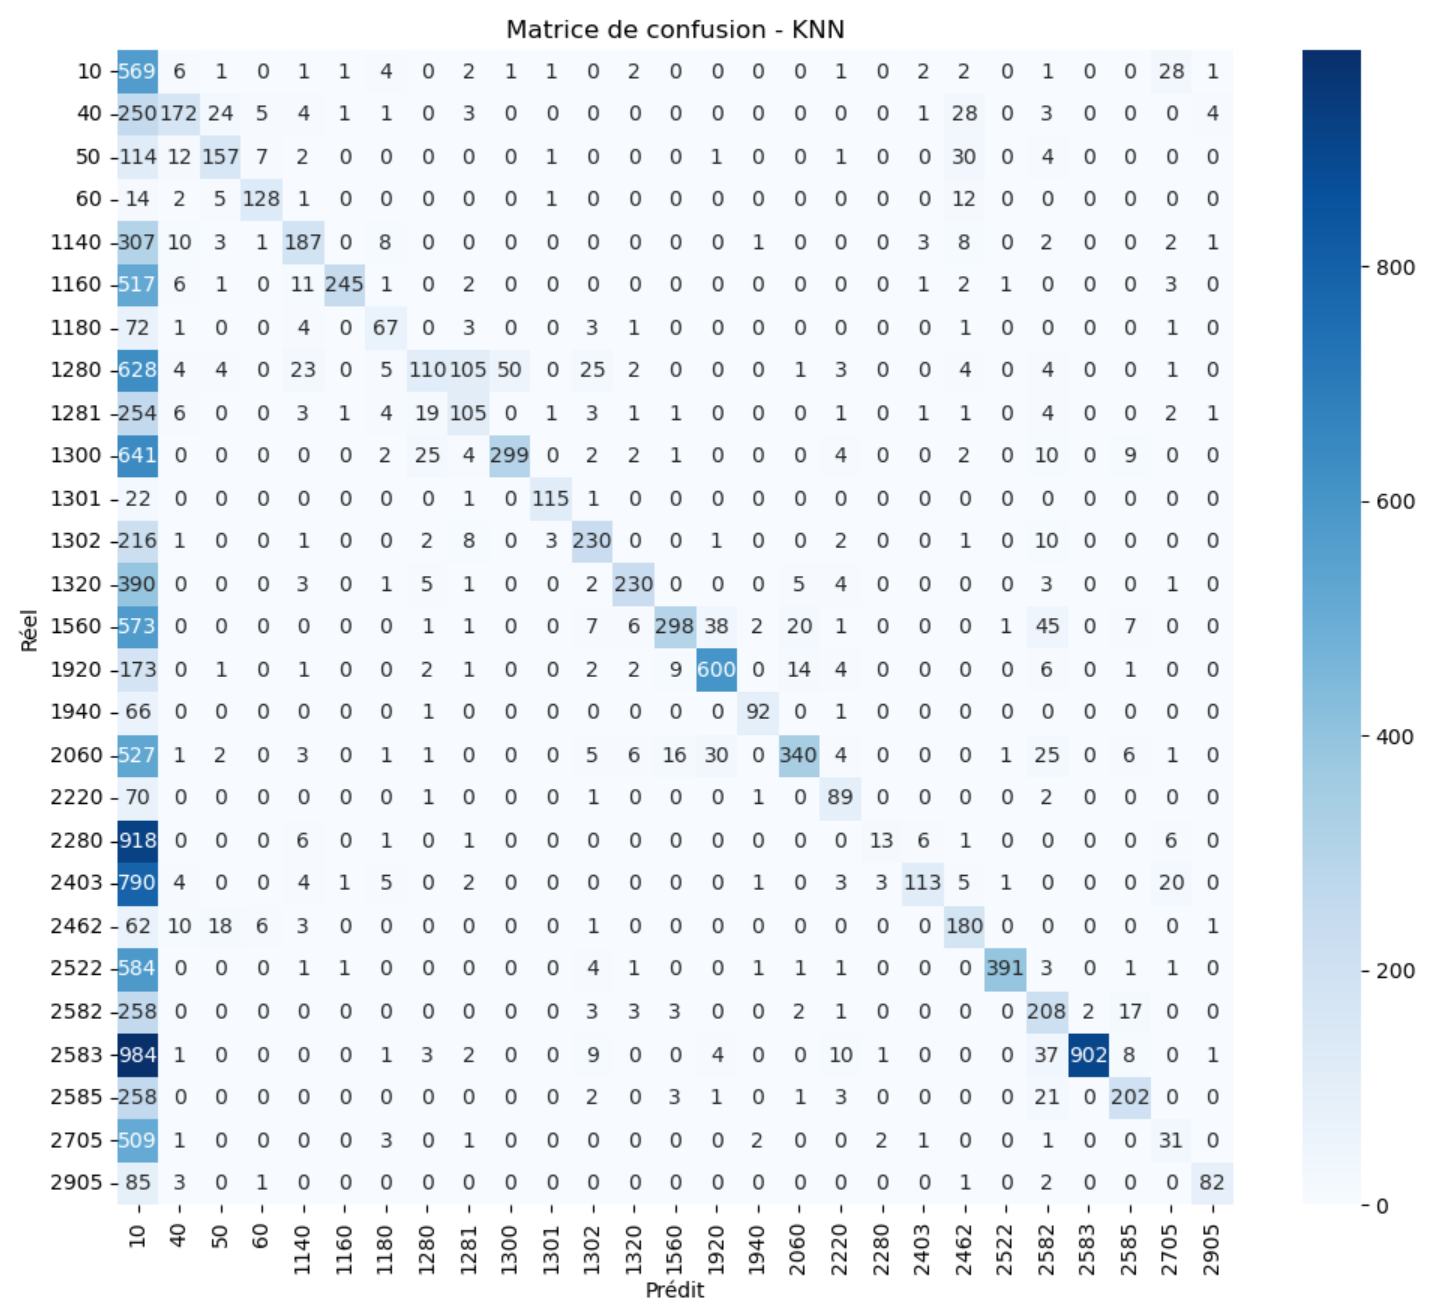 Matrice de confusion - KNN
10 569 6 1 0 1 1 4 0 2 1 1 0 2 0 0 0 0 1 0 2 2 0 1 0 0 28 1
40 250 172 24 5 4 1 1 0 3 0 0 0 0 0 0 0 0 0 0 1 28 0 3 0 0 0 4
50 114 12 157 7 2 0 0 0 0 0 1 0 0 0 1 0 0 1 0 0 30 0 4 0 0 0 0
60 14 2 5 128 1 0 0 0 0 0 1 0 0 0 0 0 0 0 0 0 12 0 0 0 0 0 0
1140 307 10 3 1 187 0 8 0 0 0 0 0 0 0 0 1 0 0 0 3 8 0 2 0 0 2 1
1160 517 6 1 0 11 245 1 0 2 0 0 0 0 0 0 0 0 0 0 1 2 1 0 0 0 3 0
1180 72 1 0 0 4 0 67 0 3 0 0 3 1 0 0 0 0 0 0 0 1 0 0 0 0 1 0
1280 628 4 4 0 23 0 5 110 105 50 0 25 2 0 0 0 1 3 0 0 4 0 4 0 0 1 0
1281 254 6 0 0 3 1 4 19 105 0 1 3 1 1 0 0 0 1 0 1 1 0 4 0 0 2 1
1300 641 0 0 0 0 0 2 25 4 299 0 2 2 1 0 0 0 4 0 0 2 0 10 0 9 0 0
1301 22 0 0 0 0 0 0 0 1 0 115 1 0 0 0 0 0 0 0 0 0 0 0 0 0 0 0
1302 216 1 0 0 1 0 0 2 8 0 3 230 0 0 1 0 0 2 0 0 1 0 10 0 0 0 0
1320 390 0 0 0 3 0 1 5 1 0 0 2 230 0 0 0 5 4 0 0 0 0 3 0 0 1 0
1560 573 0 0 0 0 0 0 1 1 0 0 7 6 298 38 2 20 1 0 0 0 1 45 0 7 0 0
1920 173 0 1 0 1 0 0 2 1 0 0 2 2 9 600 0 14 4 0 0 0 0 6 0 1 0 0
1940 66 0 0 0 0 0 0 1 0 0 0 0 0 0 0 92 0 1 0 0 0 0 0 0 0 0 0
2060 527 1 2 0 3 0 1 1 0 0 0 5 6 16 30 0 340 4 0 0 0 1 25 0 6 1 0
2220 70 0 0 0 0 0 0 1 0 0 0 1 0 0 0 1 0 89 0 0 0 0 2 0 0 0 0
2280 918 0 0 0 6 0 1 0 1 0 0 0 0 0 0 0 0 0 13 6 1 0 0 0 0 6 0
2403 790 4 0 0 4 1 5 0 2 0 0 0 0 0 0 1 0 3 3 113 5 1 0 0 0 20 0
2462 62 10 18 6 3 0 0 0 0 0 0 1 0 0 0 0 0 0 0 0 180 0 0 0 0 0 1
2522 584 0 0 0 1 1 0 0 0 0 0 4 1 0 0 1 1 1 0 0 0 391 3 0 1 1 0
2582 258 0 0 0 0 0 0 0 0 0 0 3 3 3 0 0 2 1 0 0 0 0 208 2 17 0 0
2583 984 1 0 0 0 0 1 3 2 0 0 9 0 0 4 0 0 10 1 0 0 0 37 902 8 0 1
2585 258 0 0 0 0 0 0 0 0 0 0 2 0 3 1 0 1 3 0 0 0 0 21 0 202 0 0
2705 509 1 0 0 0 0 3 0 1 0 0 0 0 0 0 2 0 0 2 1 0 0 1 0 0 31 0
2905 85 3 0 1 0 0 0 0 0 0 0 0 0 0 0 0 0 0 0 0 1 0 2 0 0 0 82
10 40 50 60 1140 1160 1180 1280 1281 1300 1301 1302 1320 1560 1920 1940 2060 2220 2280 2403 2462 2522 2582 2583 2585 2705 2905
Prédit
Réel
800
600
400
200
0